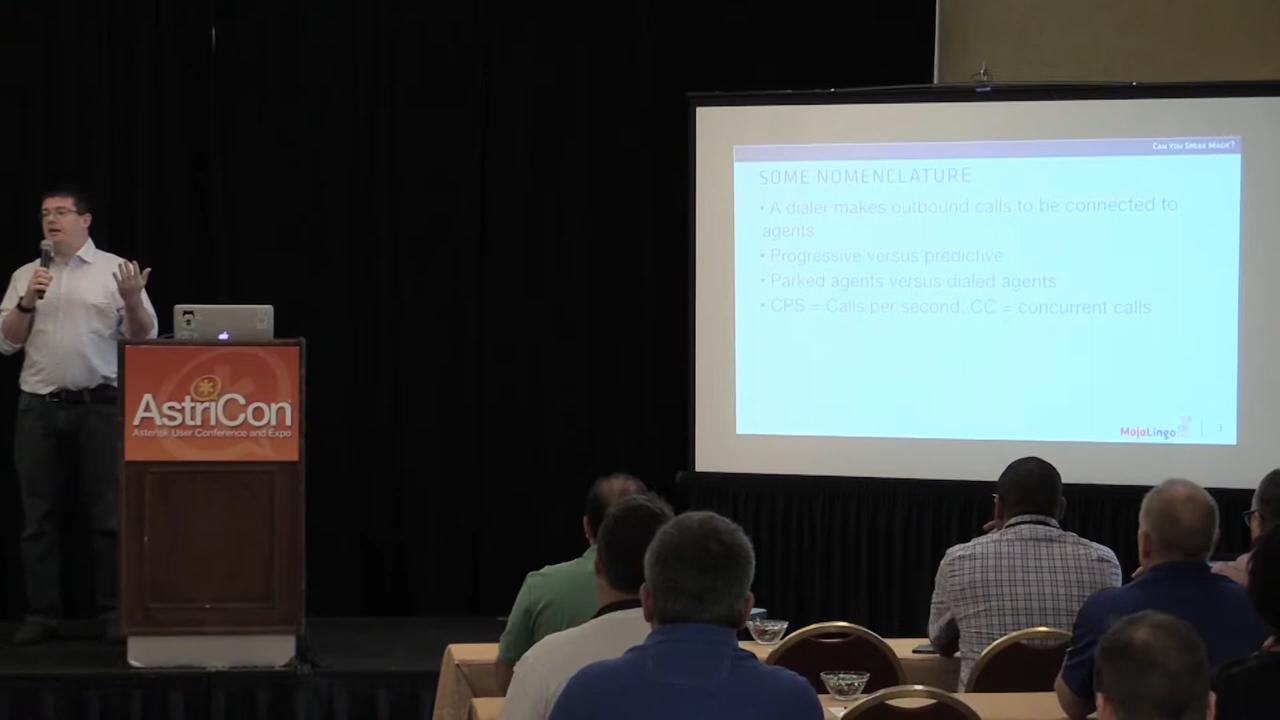 CAN YOU SPEAK MAGIC?
SOME NOMENCLATURE
• A dialer makes outbound calls to be connected to
agents
• Progressive versus predictive
• Parked agents versus dialed agents
• CPS = Calls per second, CC = concurrent calls
MojoLingo
3
AstriCon
Asterisk User Conference and Expo